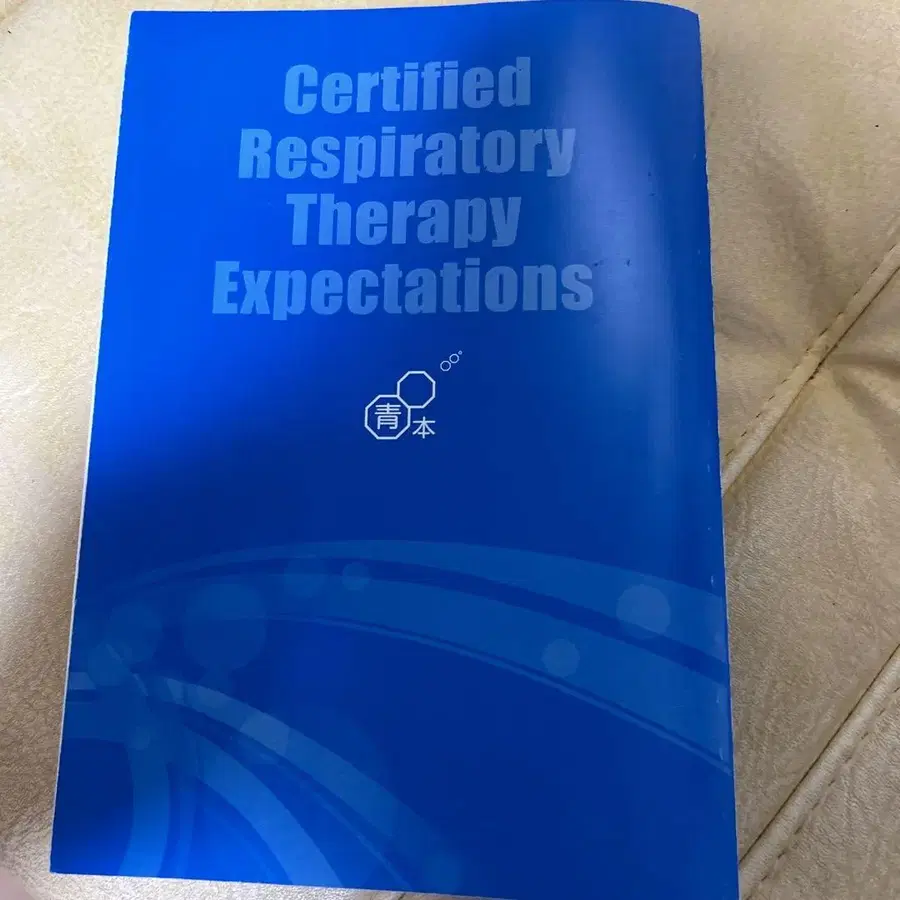 Certified
Respiratory
Therapy
Expectations
青本